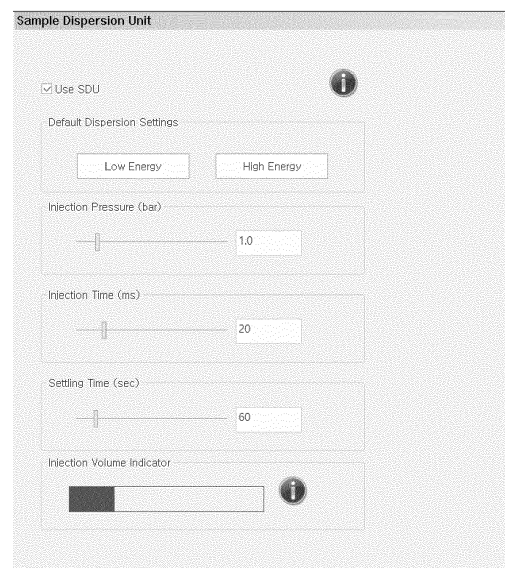 Sample Dispersion Unit
Use SDU
Default Dispersion Settings
Low Energy High Energy
Injection Pressure (bar)
1.0
Injection Time (ms)
20
Settling Time (sec)
60
Injection Volume Indicator